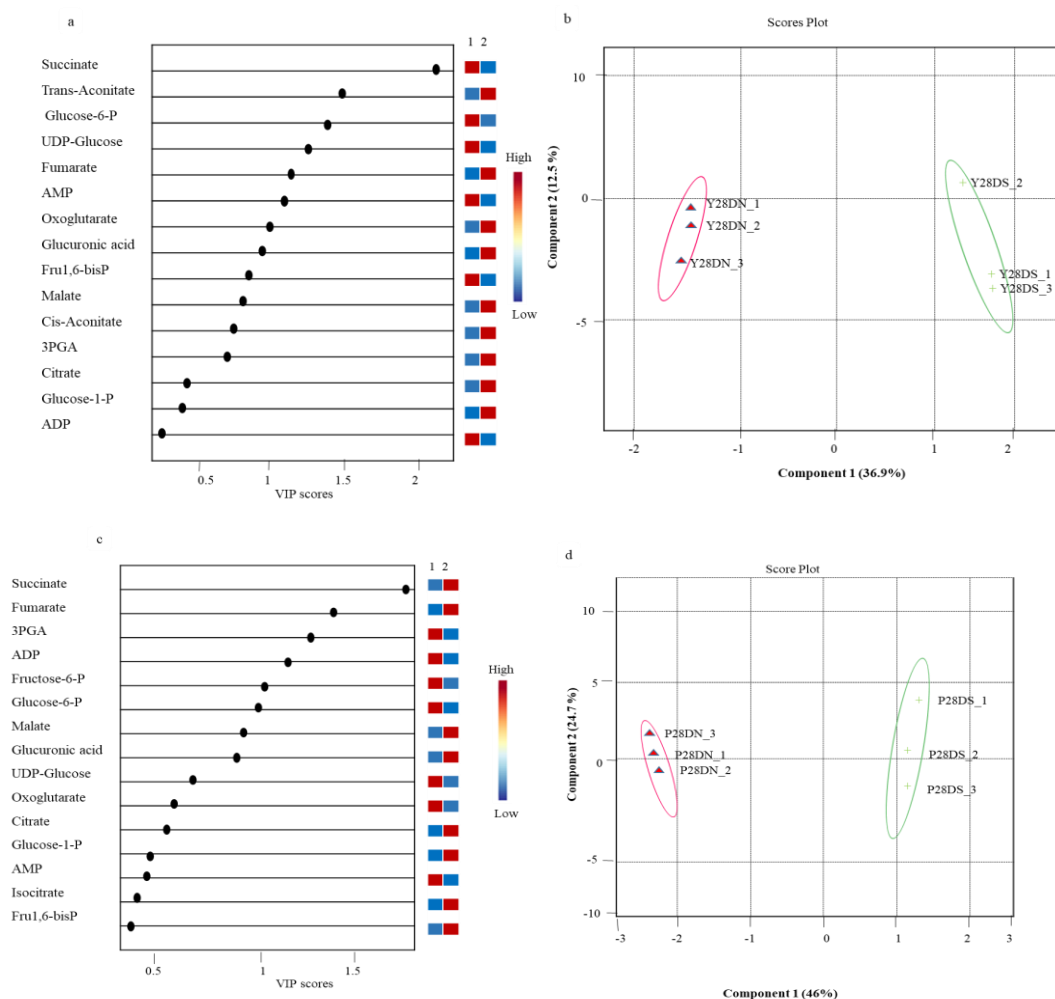 a
1 2
Succinate
Trans-Aconitate
Glucose-6-P
UDP-Glucose
Fumarate
AMP
Oxoglutarate
Glucuronic acid
Fru1,6-bisP
Malate
Cis-Aconitate
3PGA
Citrate
Glucose-1-P
ADP
High
Low
0.5 1 1.5 2
VIP scores
b
Scores Plot
Component 2 (12.5 %)
10
0
-5
Y28DN_1
Y28DN_2
Y28DN_3
Y28DS_2
Y28DS_1
Y28DS_3
-2 -1 0 1 2
Component 1 (36.9%)
c
1 2
Succinate
Fumarate
3PGA
ADP
Fructose-6-P
Glucose-6-P
Malate
Glucuronic acid
UDP-Glucose
Oxoglutarate
Citrate
Glucose-1-P
AMP
Isocitrate
Fru1,6-bisP
High
Low
0.5 1 1.5
VIP scores
d
Score Plot
Component 2 (24.7 %)
10
5
0
-5
-10
P28DN_3
P28DN_1
P28DN_2
P28DS_1
P28DS_2
P28DS_3
-3 -2 -1 0 1 2 3
Component 1 (46%)